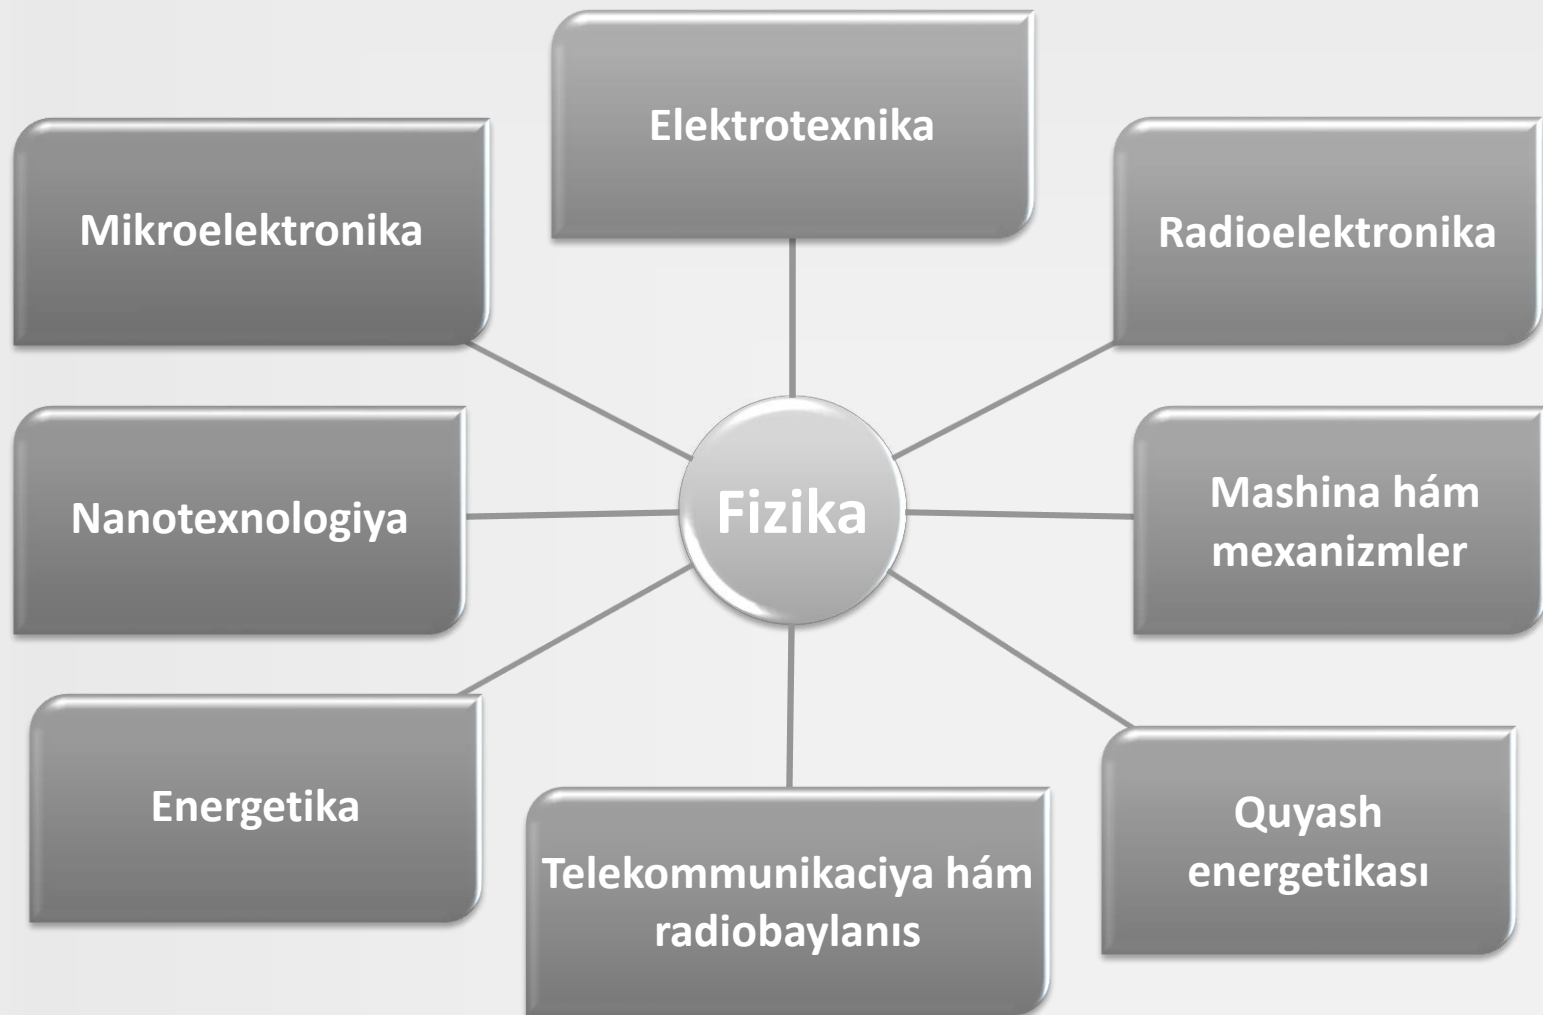 Elektrotexnika
Mikroelektronika
Radioelektronika
Nanotexnologiya
Fizika
Mashina hám
mexanizmler
Energetika
Quyash
energetikası
Telekommunikaciya hám
radiobaylanıs